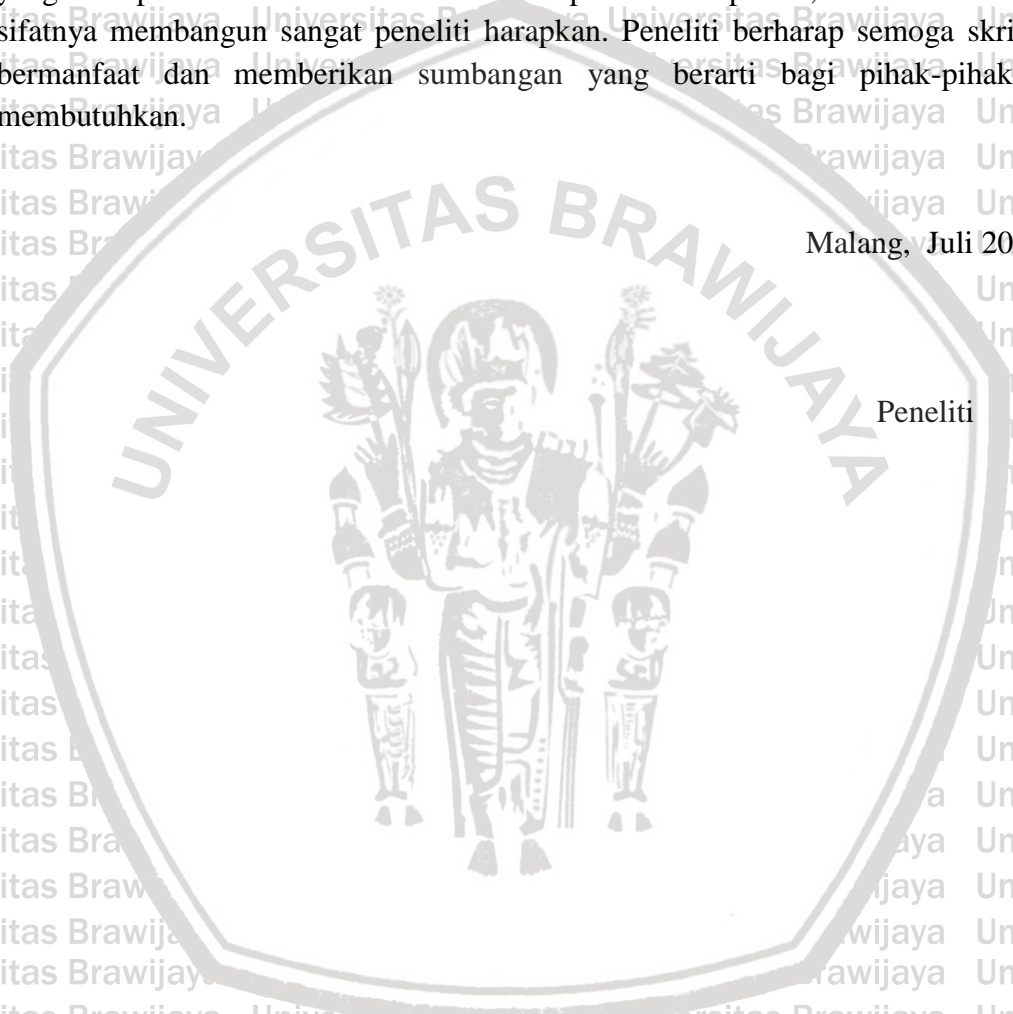 sifatnya membangun sangat peneliti harapkan. Peneliti berharap semoga skri
bermanfaat dan memberikan sumbangan yang berarti bagi pihak-pihak
membutuhkan.
Malang, Juli 20
Peneliti
UNIVERSITAS BRAWIJAYA